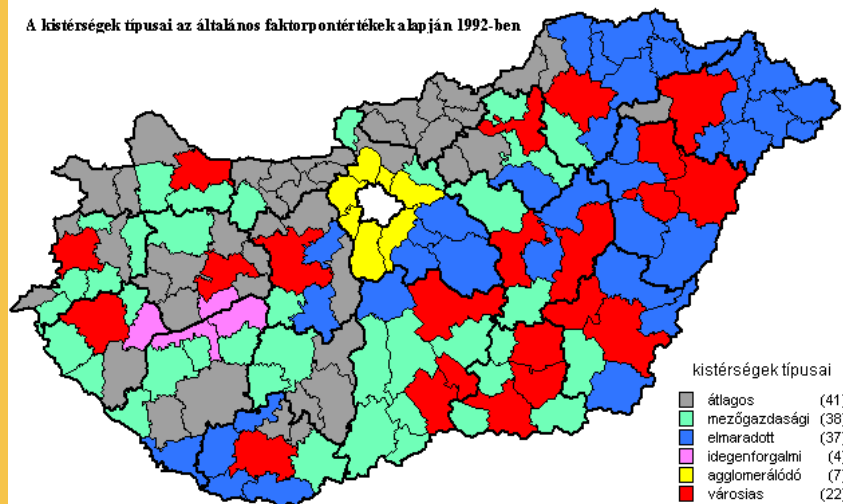 A kistérségek típusai az általános faktorpontértékek alapján 1992-ben
kistérségek típusai
átlagos (41)
mezőgazdasági (38)
elmaradott (37)
idegenforgalmi (4)
agglomerálódó (7)
városias (22)